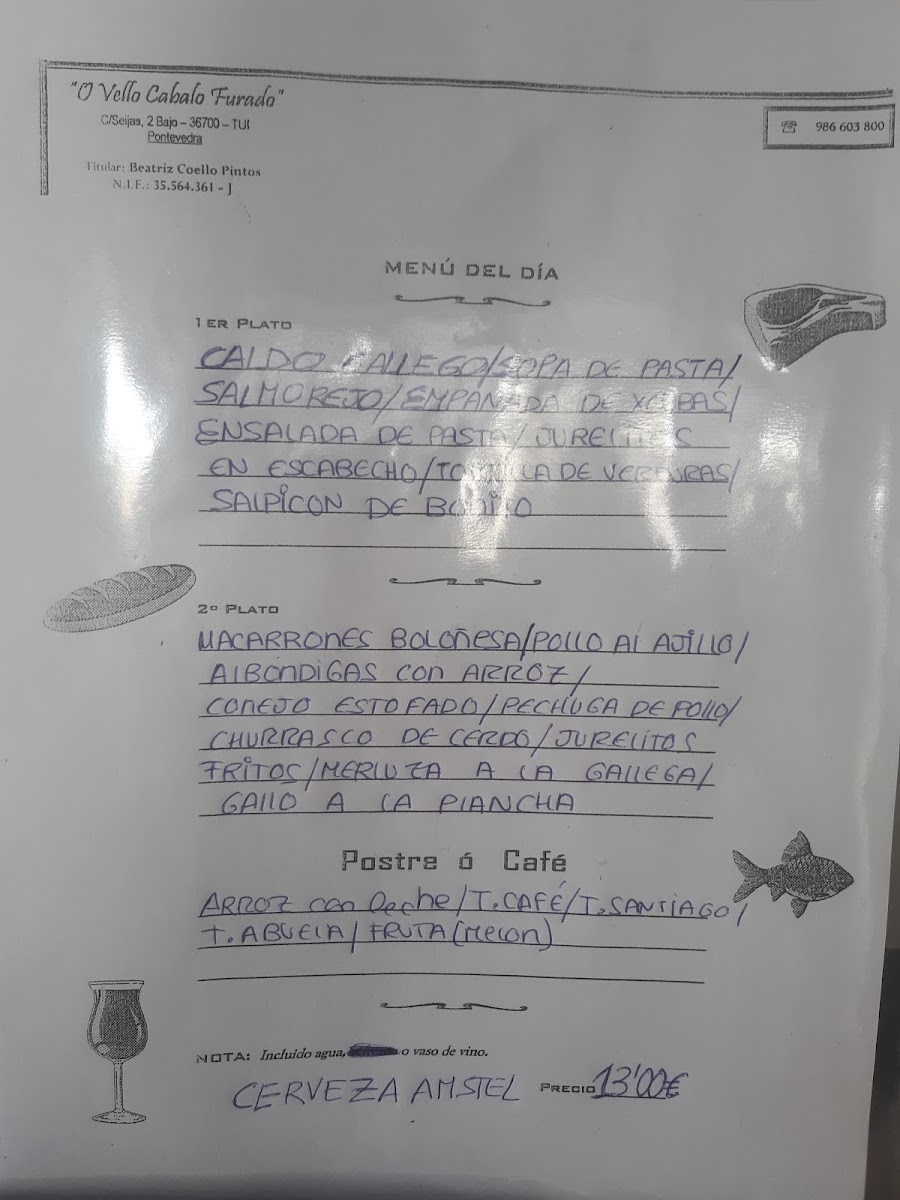 "O Vello Cabalo Furado"
C/Seijas, 2 Bajo – 36700 – TUI
Pontevedra
☏ 986 603 800
Titular: Beatriz Coello Pintos
N.I.F.: 35.564.361 - J
MENÚ DEL DÍA
1ER PLATO
CALDO GALLEGO/SOPA DE PASTA/
SALMOREJO/EMPANADA DE XOUBAS/
ENSALADA DE PASTA/JURELITOS
EN ESCABECHO/TORTILLA DE VERDURAS/
SALPICON DE BONITO
2º PLATO
MACARRONES BOLOÑESA/POLLO AL AJILLO/
ALBONDIGAS CON ARROZ/
CONEJO ESTOFADO/PECHUGA DE POLLO/
CHURRASCO DE CERDO/JURELITOS
FRITOS/MERLUZA A LA GALLEGA/
GALLO A LA PLANCHA
Postre ó Café
ARROZ con leche/T.CAFÉ/T.SANTIAGO/
T.ABUELA/FRUTA(Melon)
NOTA: Incluido agua, o vaso de vino.
CERVEZA AMSTEL PRECIO 13'00€